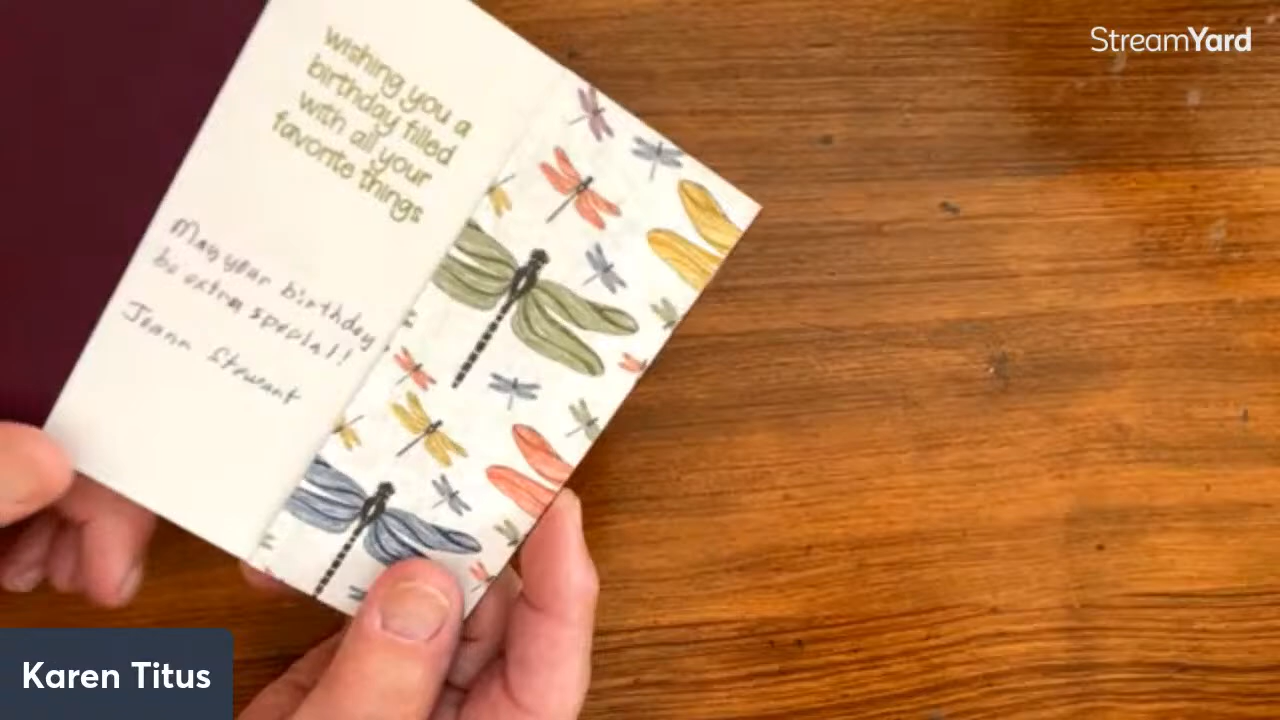 StreamYard
wishing you a
birthday filled
with all your
favorite things
May your birthday
be extra special!
Joann Stewart
Karen Titus